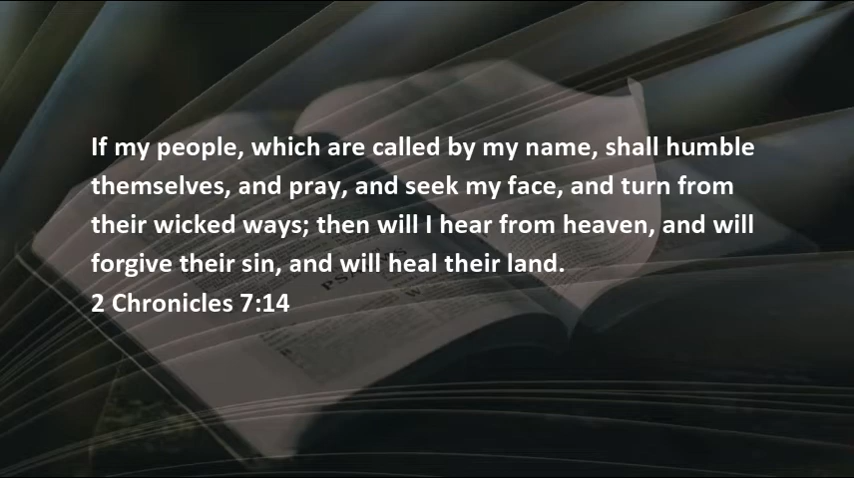 If my people, which are called by my name, shall humble
themselves, and pray, and seek my face, and turn from
their wicked ways; then will I hear from heaven, and will
forgive their sin, and will heal their land.
2 Chronicles 7:14